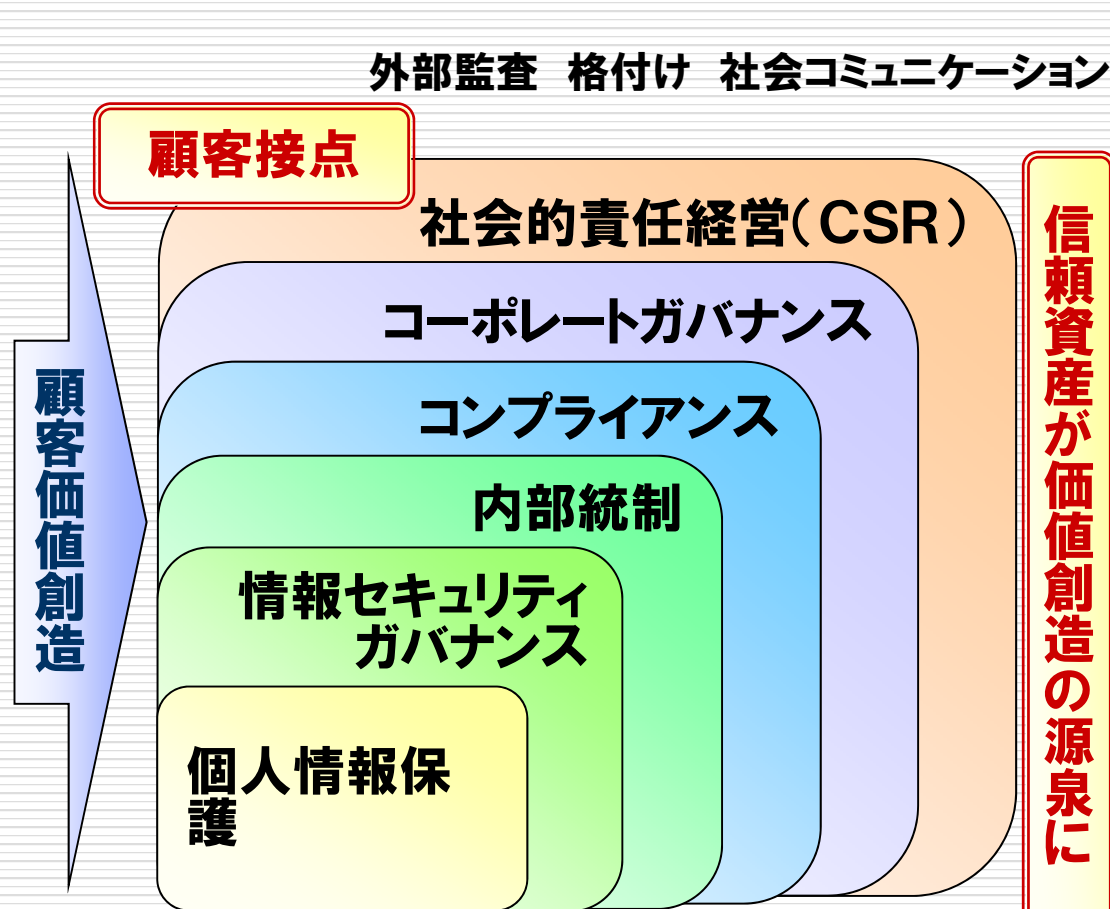 外部監査 格付け 社会コミュニケーション
顧客接点
社会的責任経営(CSR)
コーポレートガバナンス
コンプライアンス
内部統制
情報セキュリティ
ガバナンス
個人情報保
護
顧客価値創造
信頼資産が価値創造の源泉に